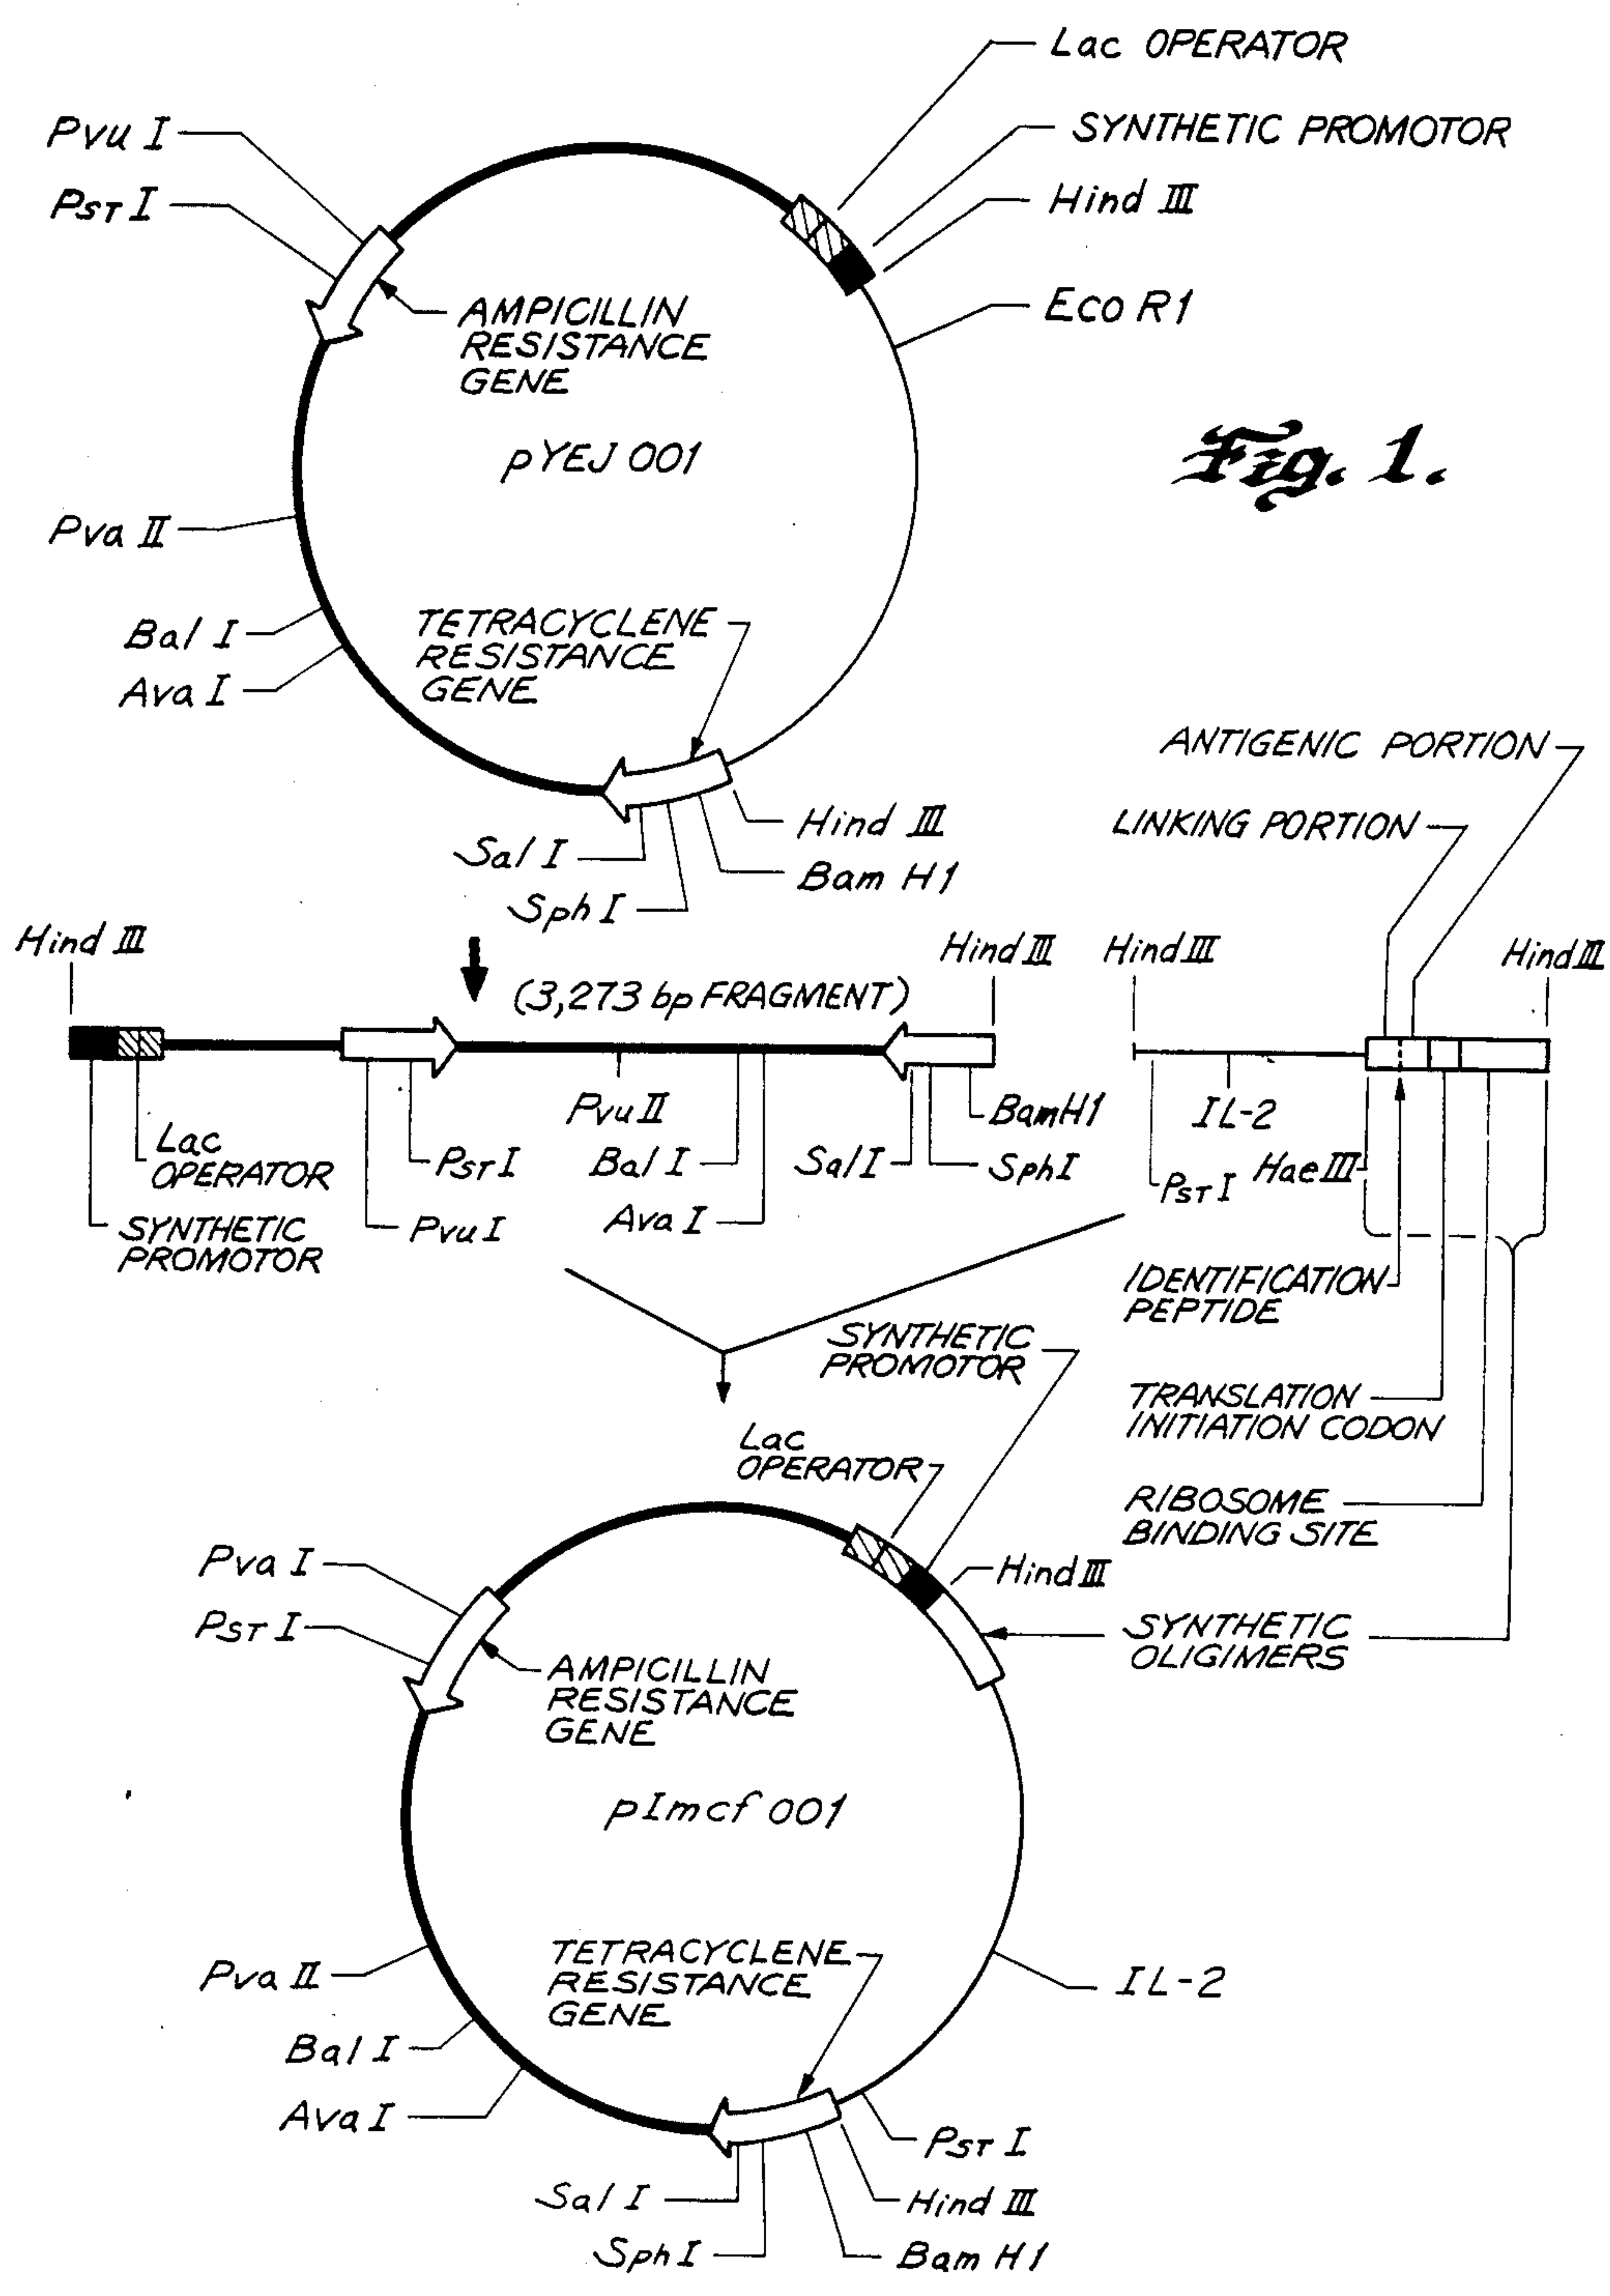 Lac OPERATOR
SYNTHETIC PROMOTOR
Hind III
Eco R1
Pvu I
PST I
AMPICILLIN
RESISTANCE
GENE
pYEJ 001
Fig. 1.
Pva II
Bal I
Ava I
TETRACYCLENE
RESISTANCE
GENE
Hind III
Bam H1
Sal I
Sph I
ANTIGENIC PORTION
LINKING PORTION
Hind III
(3,273 bp FRAGMENT)
Hind III
Hind III
Hind III
Lac
OPERATOR
SYNTHETIC
PROMOTOR
PST I
Pvu I
Pvu II
Bal I
Ava I
Sal I
BamH1
Sph I
IL-2
PST I
Hae III
IDENTIFICATION
PEPTIDE
TRANSLATION
INITIATION CODON
RIBOSOME
BINDING SITE
SYNTHETIC
OLIGIMERS
SYNTHETIC
PROMOTOR
Lac
OPERATOR
Hind III
Pva I
PST I
AMPICILLIN
RESISTANCE
GENE
pImcf 001
Pva II
Bal I
Ava I
TETRACYCLENE
RESISTANCE
GENE
IL-2
PST I
Hind III
Bam H1
Sal I
Sph I